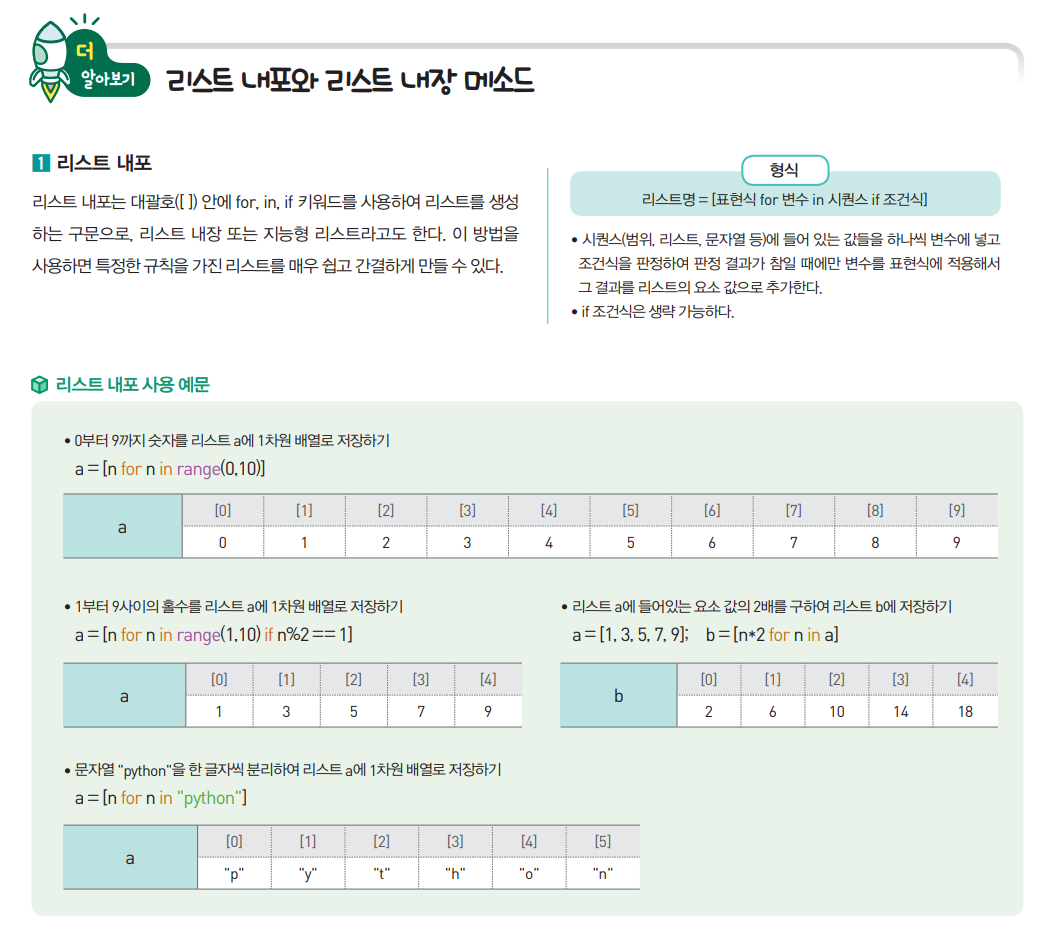 더
알아보기
리스트 내포와 리스트 내장 메소드
1 리스트 내포
리스트 내포는 대괄호([ ]) 안에 for, in, if 키워드를 사용하여 리스트를 생성
하는 구문으로, 리스트 내장 또는 지능형 리스트라고도 한다. 이 방법을
사용하면 특정한 규칙을 가진 리스트를 매우 쉽고 간결하게 만들 수 있다.
형식
리스트명 = [표현식 for 변수 in 시퀀스 if 조건식]
• 시퀀스(범위, 리스트, 문자열 등)에 들어 있는 값들을 하나씩 변수에 넣고
조건식을 판정하여 판정 결과가 참일 때에만 변수를 표현식에 적용해서
그 결과를 리스트의 요소 값으로 추가한다.
• if 조건식은 생략 가능하다.
리스트 내포 사용 예문
• 0부터 9까지 숫자를 리스트 a에 1차원 배열로 저장하기
a = [n for n in range(0,10)]
a
[0] [1] [2] [3] [4] [5] [6] [7] [8] [9]
0 1 2 3 4 5 6 7 8 9
• 1부터 9사이의 홀수를 리스트 a에 1차원 배열로 저장하기
a = [n for n in range(1,10) if n%2 == 1]
a
[0] [1] [2] [3] [4]
1 3 5 7 9
• 리스트 a에 들어있는 요소 값의 2배를 구하여 리스트 b에 저장하기
a = [1, 3, 5, 7, 9]; b = [n*2 for n in a]
b
[0] [1] [2] [3] [4]
2 6 10 14 18
• 문자열 "python"을 한 글자씩 분리하여 리스트 a에 1차원 배열로 저장하기
a = [n for n in "python"]
a
[0] [1] [2] [3] [4] [5]
"p" "y" "t" "h" "o" "n"